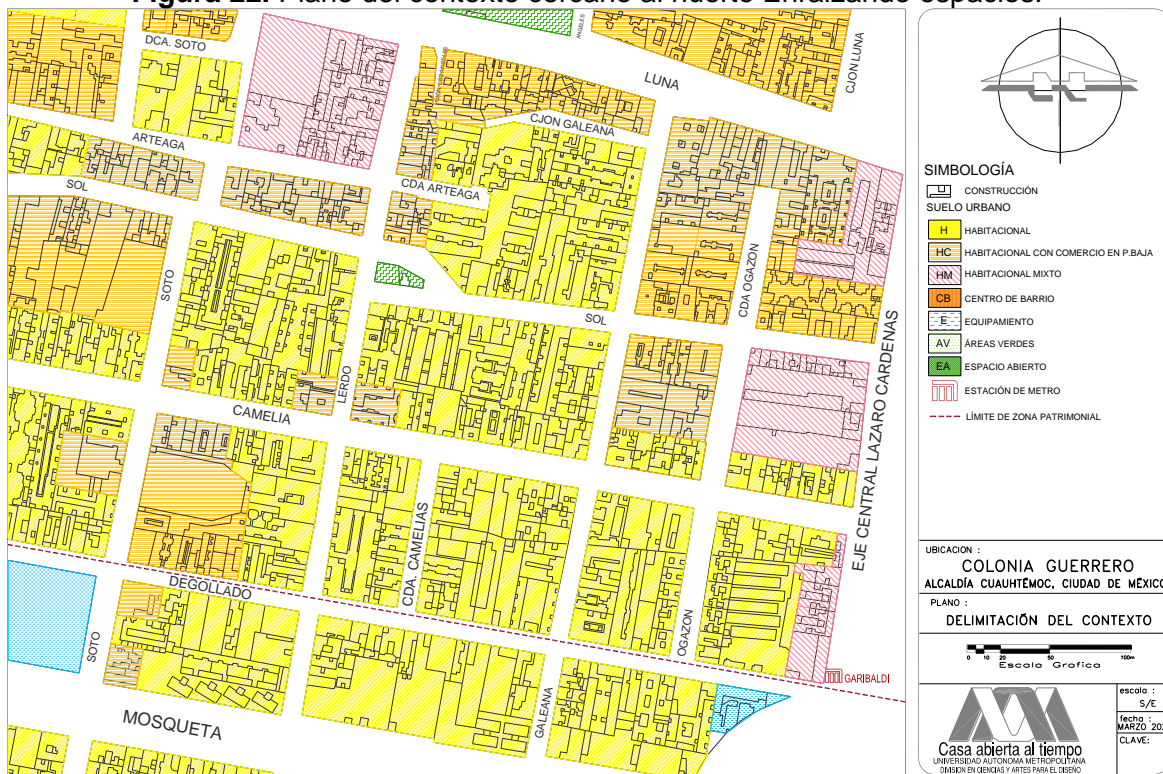 Figura 22. Plano del contexto cercano al huerto Enraizando espacios.
DCA. SOTO
ANGELES
LUNA
CJON LUNA
ARTEAGA
CJON GALEANA
SOL
CDA ARTEAGA
SOTO
CDA OGAZON
SOL
LERDO
CAMELIA
EJE CENTRAL LAZARO CARDENAS
CDA. CAMELIAS
DEGOLLADO
SOTO
OGAZON
GARIBALDI
GALEANA
MOSQUETA
SIMBOLOGÍA
CONSTRUCCIÓN
SUELO URBANO
H HABITACIONAL
HC HABITACIONAL CON COMERCIO EN P.BAJA
HM HABITACIONAL MIXTO
CB CENTRO DE BARRIO
E EQUIPAMIENTO
AV ÁREAS VERDES
EA ESPACIO ABIERTO
ESTACIÓN DE METRO
LÍMITE DE ZONA PATRIMONIAL
UBICACION :
COLONIA GUERRERO
ALCALDÍA CUAUHTÉMOC, CIUDAD DE MÉXICO
PLANO :
DELIMITACIÓN DEL CONTEXTO
0 10 20 50 100m
Escala Grafica
Casa abierta al tiempo
UNIVERSIDAD AUTONOMA METROPOLITANA
DIVISION EN CIENCIAS Y ARTES PARA EL DISEÑO
escala :
S/E
fecha :
MARZO 20
CLAVE: